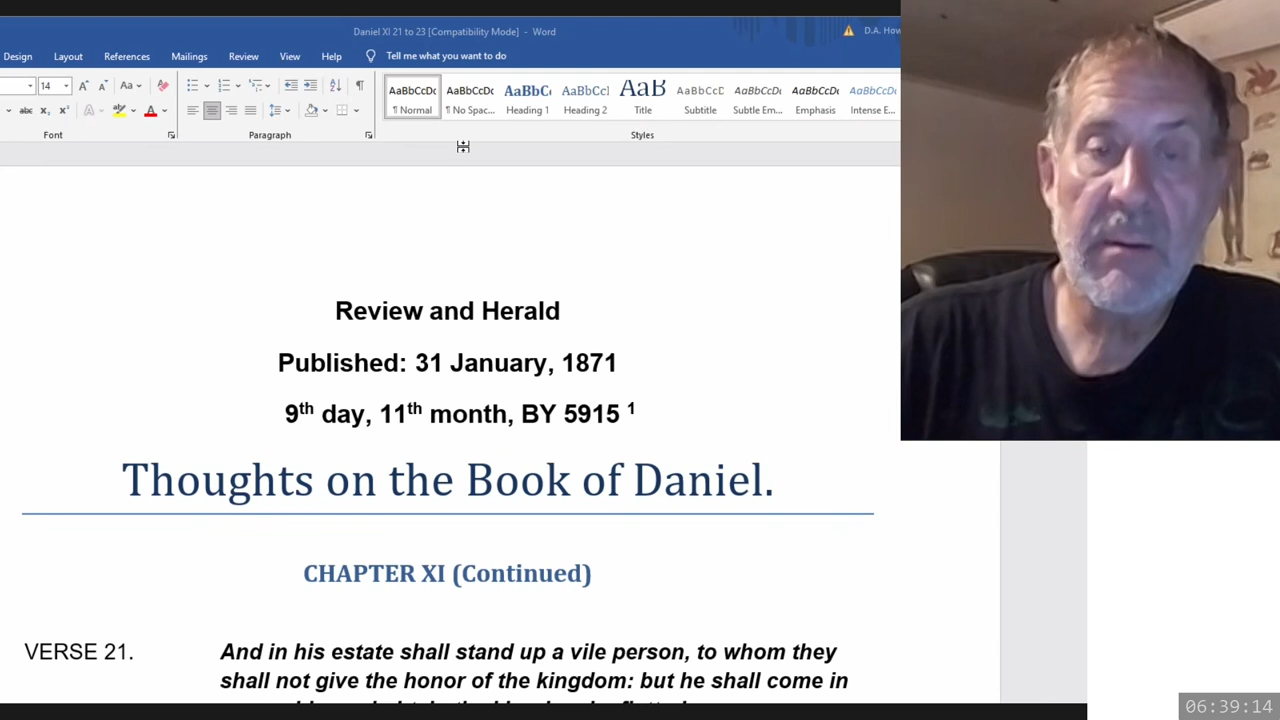 Daniel XI 21 to 23 [Compatibility Mode] - Word
D.A. How
Design Layout References Mailings Review View Help Tell me what you want to do
14
Aa
abc x₂ x²
Font Paragraph Styles
AaBbCcDc AaBbCcDc AaBbCc AaBbCcI AaB AaBbCcD AaBbCcDc AaBbCcDc AaBbCcDc
¶ Normal ¶ No Spac... Heading 1 Heading 2 Title Subtitle Subtle Em... Emphasis Intense E...
Review and Herald
Published: 31 January, 1871
9th day, 11th month, BY 5915 1
Thoughts on the Book of Daniel.
CHAPTER XI (Continued)
VERSE 21. And in his estate shall stand up a vile person, to whom they
shall not give the honor of the kingdom: but he shall come in
06:39:14